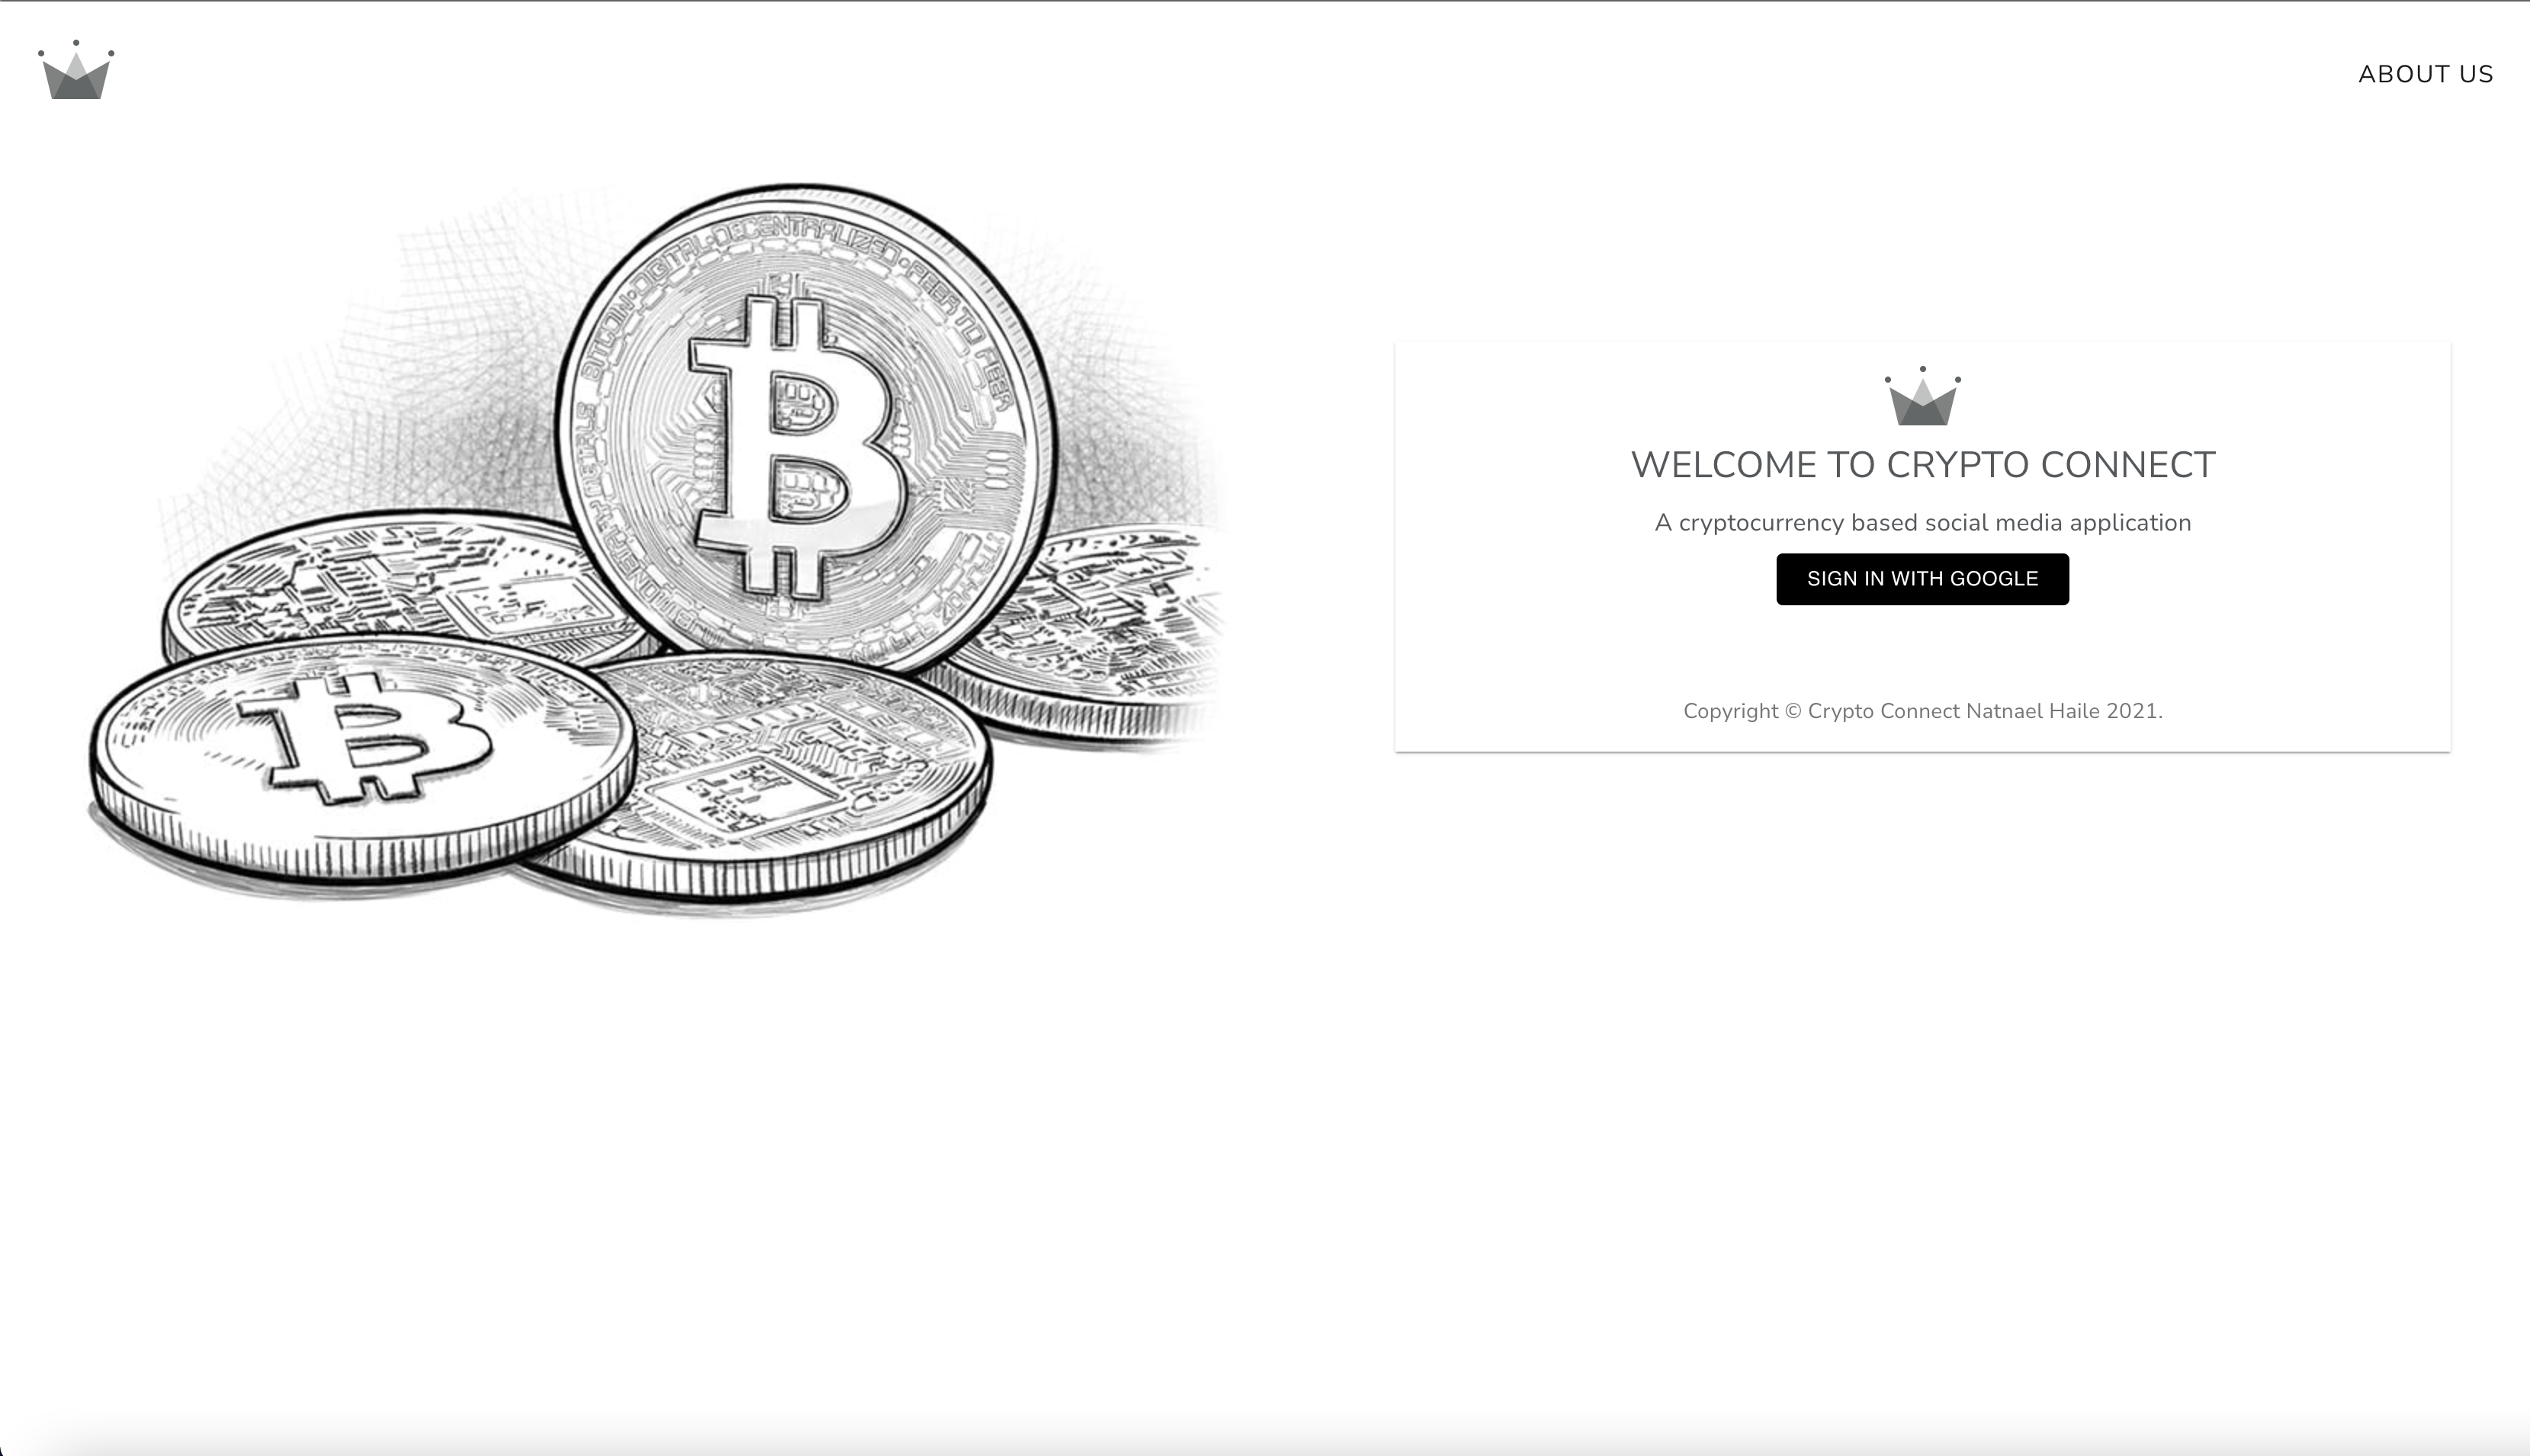 ABOUT US
BITCOIN•DIGITAL•DECENTRALIZED•PEER TO PEER
WELCOME TO CRYPTO CONNECT
A cryptocurrency based social media application
SIGN IN WITH GOOGLE
Copyright © Crypto Connect Natnael Haile 2021.